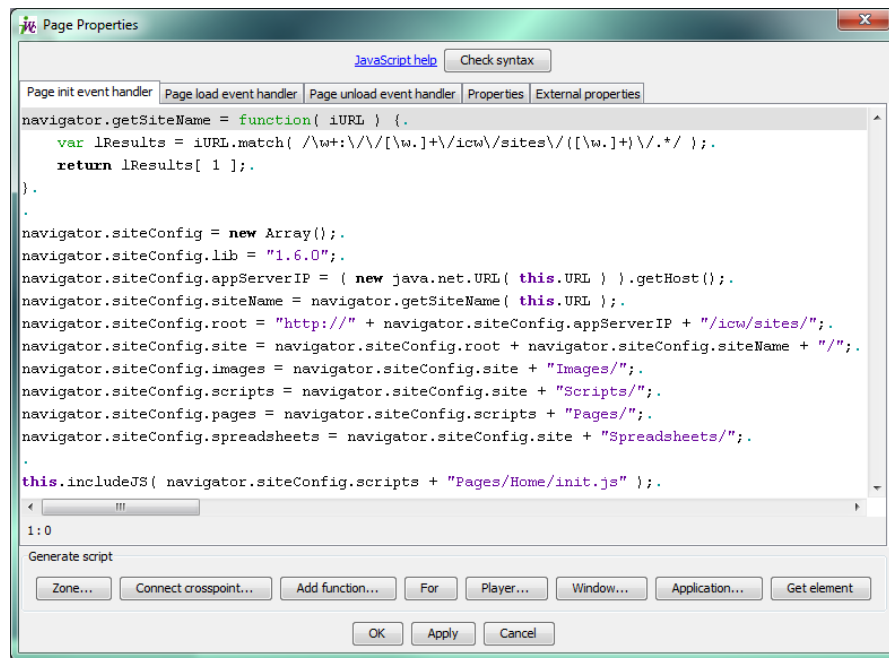 Page Properties
JavaScript help Check syntax
Page init event handler Page load event handler Page unload event handler Properties External properties
navigator.getSiteName = function( iURL ) {.
    var lResults = iURL.match( /\w+:\/\/[\w.]+\/icw\/sites\/([\w.]+)\/.*/ );.
    return lResults[ 1 ];.
}.
.
navigator.siteConfig = new Array();.
navigator.siteConfig.lib = "1.6.0";.
navigator.siteConfig.appServerIP = ( new java.net.URL( this.URL ) ).getHost();.
navigator.siteConfig.siteName = navigator.getSiteName( this.URL );.
navigator.siteConfig.root = "http://" + navigator.siteConfig.appServerIP + "/icw/sites/";.
navigator.siteConfig.site = navigator.siteConfig.root + navigator.siteConfig.siteName + "/";.
navigator.siteConfig.images = navigator.siteConfig.site + "Images/";.
navigator.siteConfig.scripts = navigator.siteConfig.site + "Scripts/";.
navigator.siteConfig.pages = navigator.siteConfig.scripts + "Pages/";.
navigator.siteConfig.spreadsheets = navigator.siteConfig.site + "Spreadsheets/";.
.
this.includeJS( navigator.siteConfig.scripts + "Pages/Home/init.js" );.
1:0
Generate script
Zone... Connect crosspoint... Add function... For Player... Window... Application... Get element
OK Apply Cancel